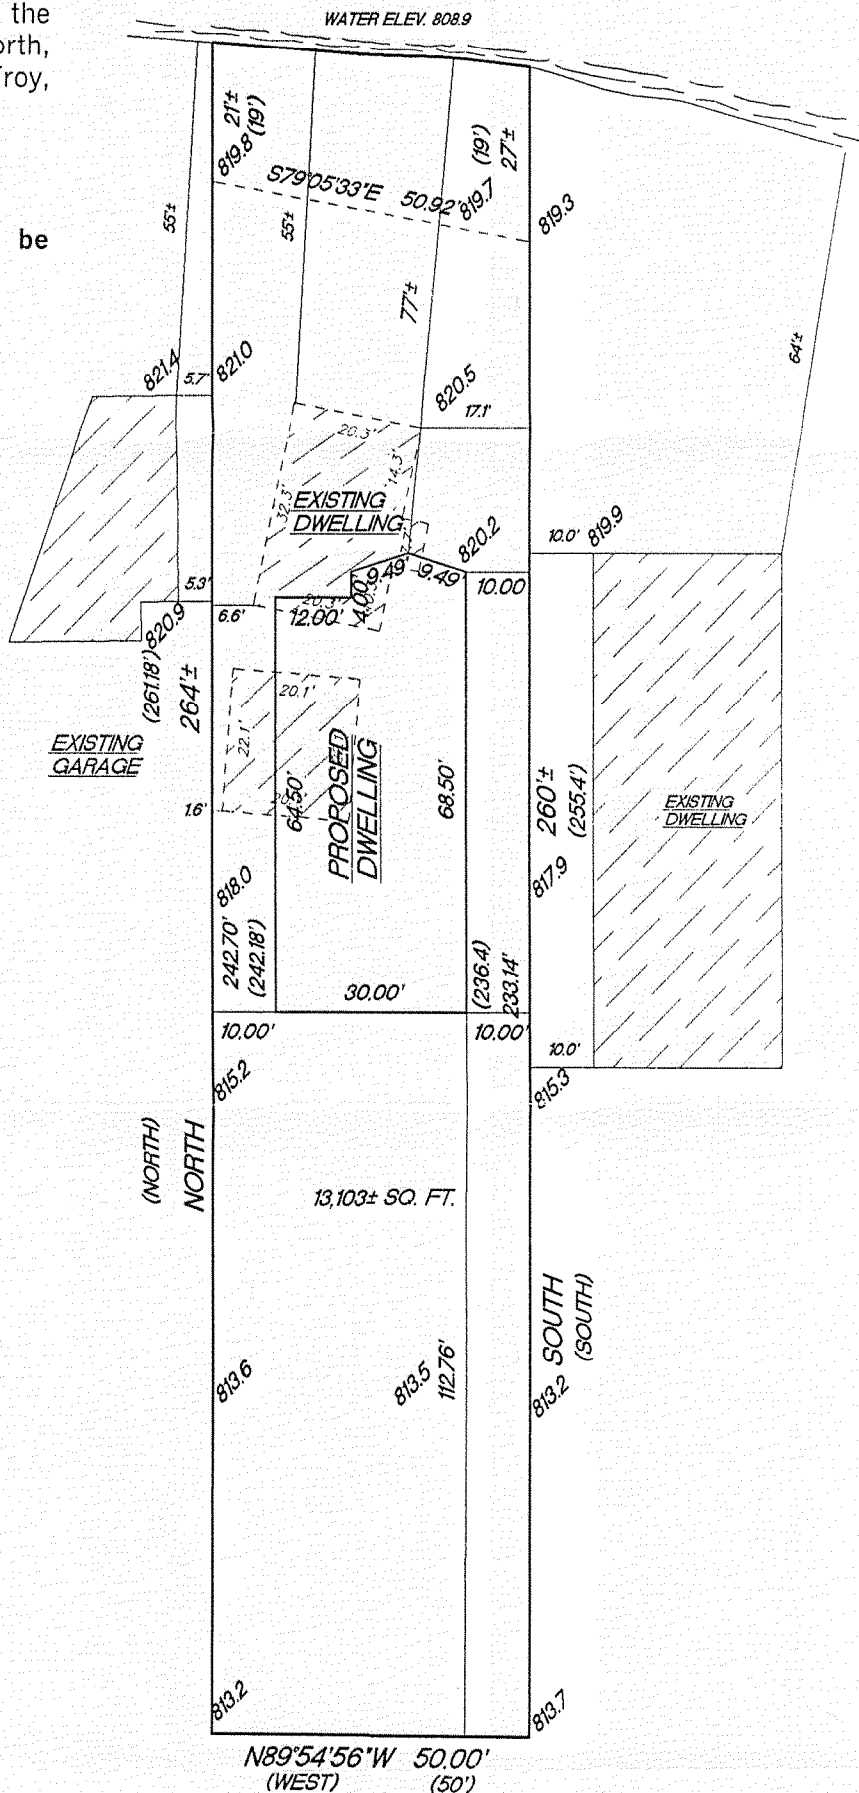 the
orth,
Troy,
be
WATER ELEV. 808.9
21'±
(19')
819.8
(19')
27'±
S79°05'33"E 50.92'
819.7
819.3
55'±
55'±
77'±
64'±
821.4
5.7'
821.0
820.5
17.1'
20.3'
14.3'
32.3'
EXISTING
DWELLING
820.2
10.0'
819.9
9.49'
9.49'
10.00
5.3'
6.6'
20.3'
12.00'
4.00'
820.9
(261.18')
264'±
20.1'
22.1'
EXISTING
GARAGE
1.6'
64.50'
PROPOSED
DWELLING
68.50'
260'±
(255.4')
EXISTING
DWELLING
818.0
817.9
242.70'
(242.18')
30.00'
(236.4)
233.14'
10.00'
10.00'
10.0'
815.2
815.3
(NORTH)
NORTH
13,103± SQ. FT.
SOUTH
(SOUTH)
813.6
813.5
112.76'
813.2
813.2
813.7
N89°54'56"W 50.00'
(WEST) (50')